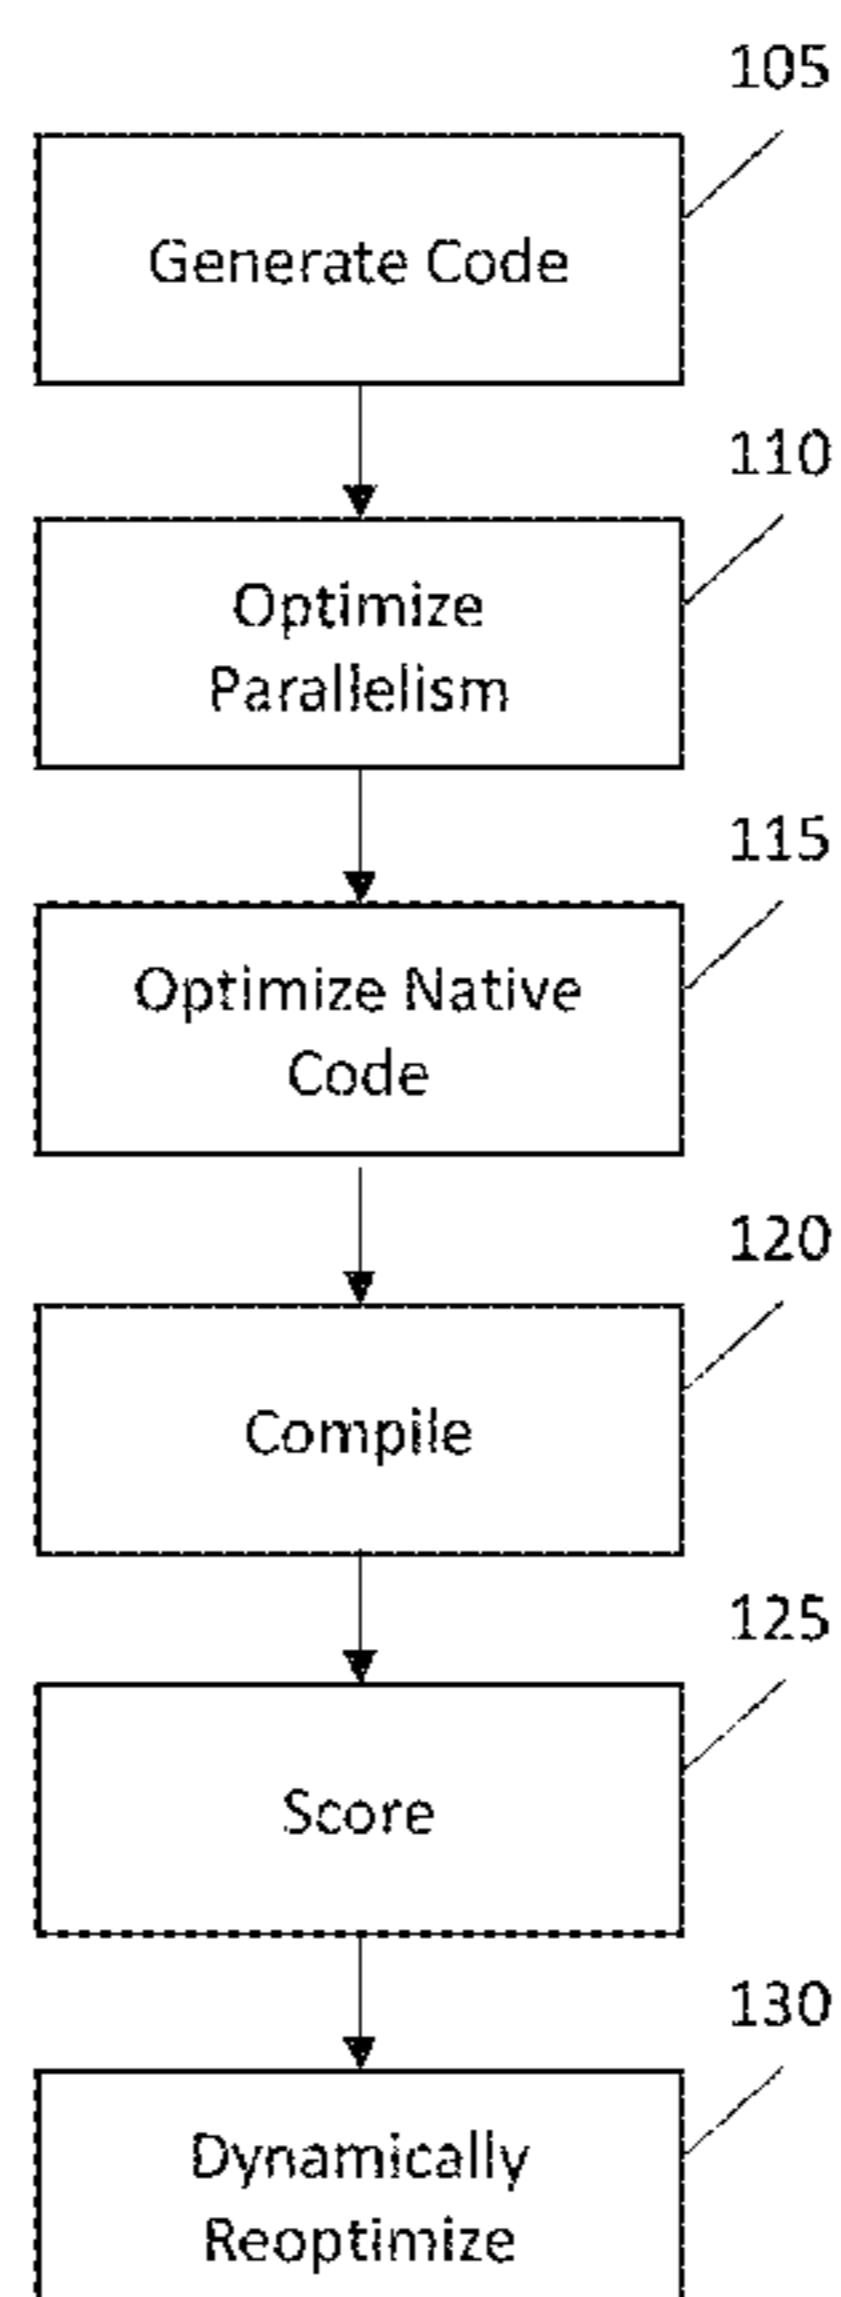 105
Generate Code
110
Optimize
Parallelism
115
Optimize Native
Code
120
Compile
125
Score
130
Dynamically
Reoptimize